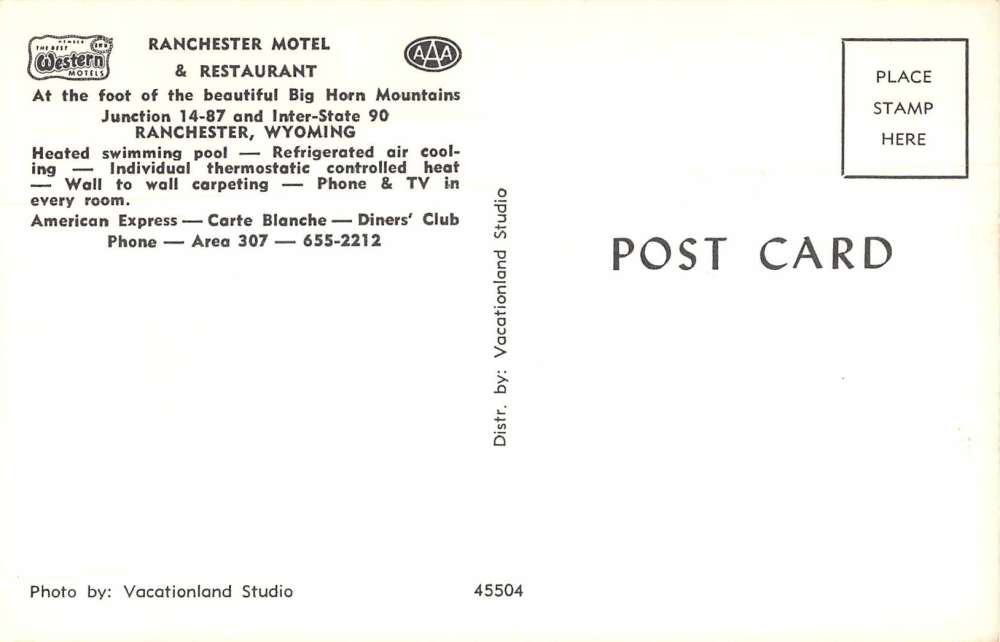 MEMBER
THE BEST
Western
MOTELS
RANCHESTER MOTEL
& RESTAURANT
AAA
At the foot of the beautiful Big Horn Mountains
Junction 14-87 and Inter-State 90
RANCHESTER, WYOMING
Heated swimming pool — Refrigerated air cool-
ing — Individual thermostatic controlled heat
— Wall to wall carpeting — Phone & TV in
every room.
American Express — Carte Blanche — Diners' Club
Phone — Area 307 — 655-2212
Distr. by: Vacationland Studio
PLACE
STAMP
HERE
POST CARD
Photo by: Vacationland Studio
45504